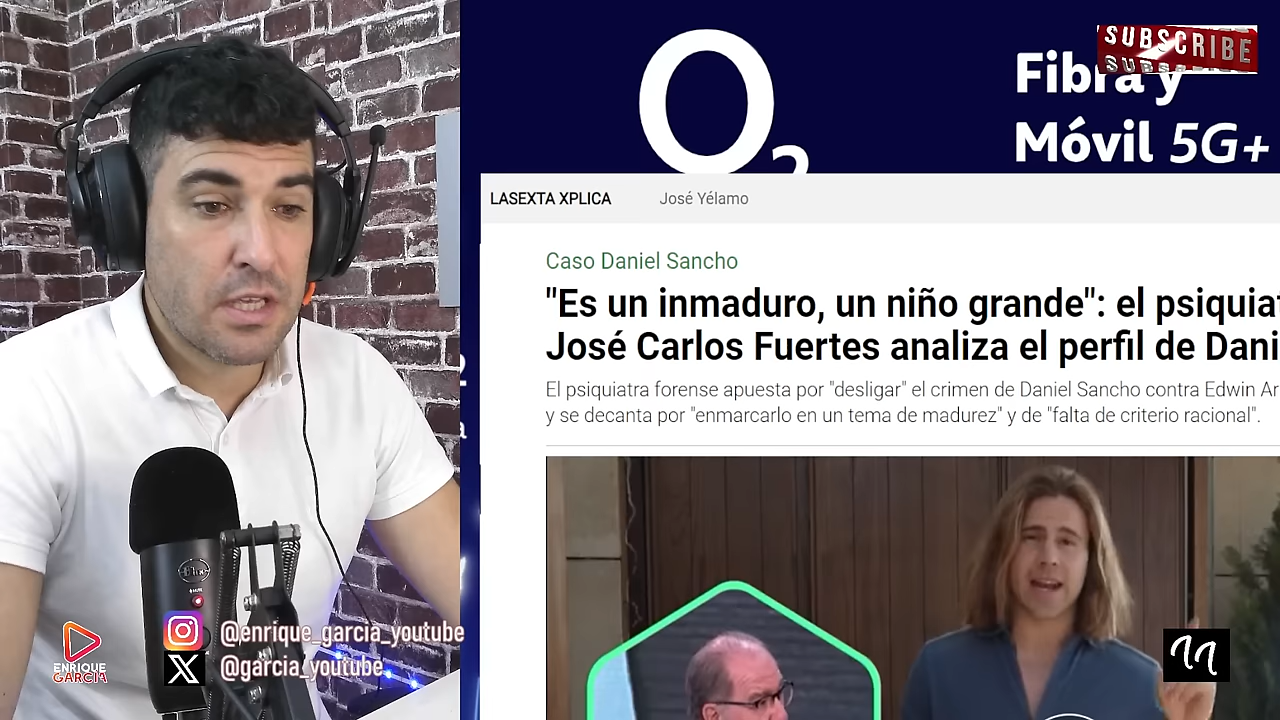 SUBSCRIBE
O2
Fibra y
Móvil 5G+
LASEXTA XPLICA José Yélamo
Caso Daniel Sancho
"Es un inmaduro, un niño grande": el psiquiat
José Carlos Fuertes analiza el perfil de Dani
El psiquiatra forense apuesta por "desligar" el crimen de Daniel Sancho contra Edwin Ar
y se decanta por "enmarcarlo en un tema de madurez" y de "falta de criterio racional".
@enrique_garcia_youtube
@garcia_youtube
ENRIQUE
GARCIA